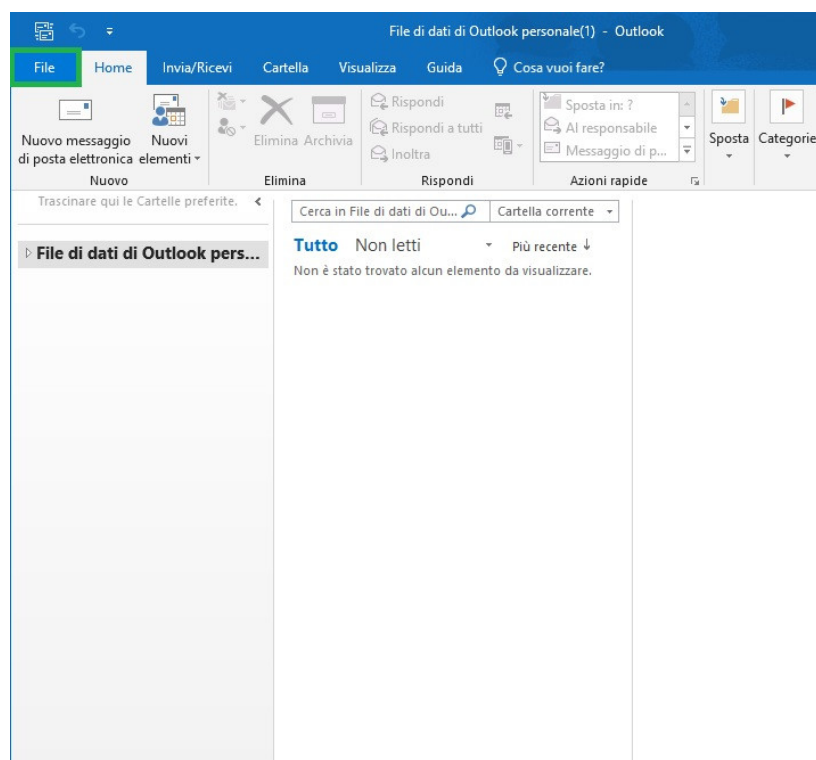 File di dati di Outlook personale(1) - Outlook
File Home Invia/Ricevi Cartella Visualizza Guida Cosa vuoi fare?
Nuovo messaggio
di posta elettronica
Nuovi
elementi
Nuovo
Elimina Archivia
Elimina
Rispondi
Rispondi a tutti
Inoltra
Rispondi
Sposta in: ?
Al responsabile
Messaggio di p...
Azioni rapide
Sposta
Categorie
Trascinare qui le Cartelle preferite.
File di dati di Outlook pers...
Cerca in File di dati di Ou... Cartella corrente
Tutto Non letti Più recente ↓
Non è stato trovato alcun elemento da visualizzare.